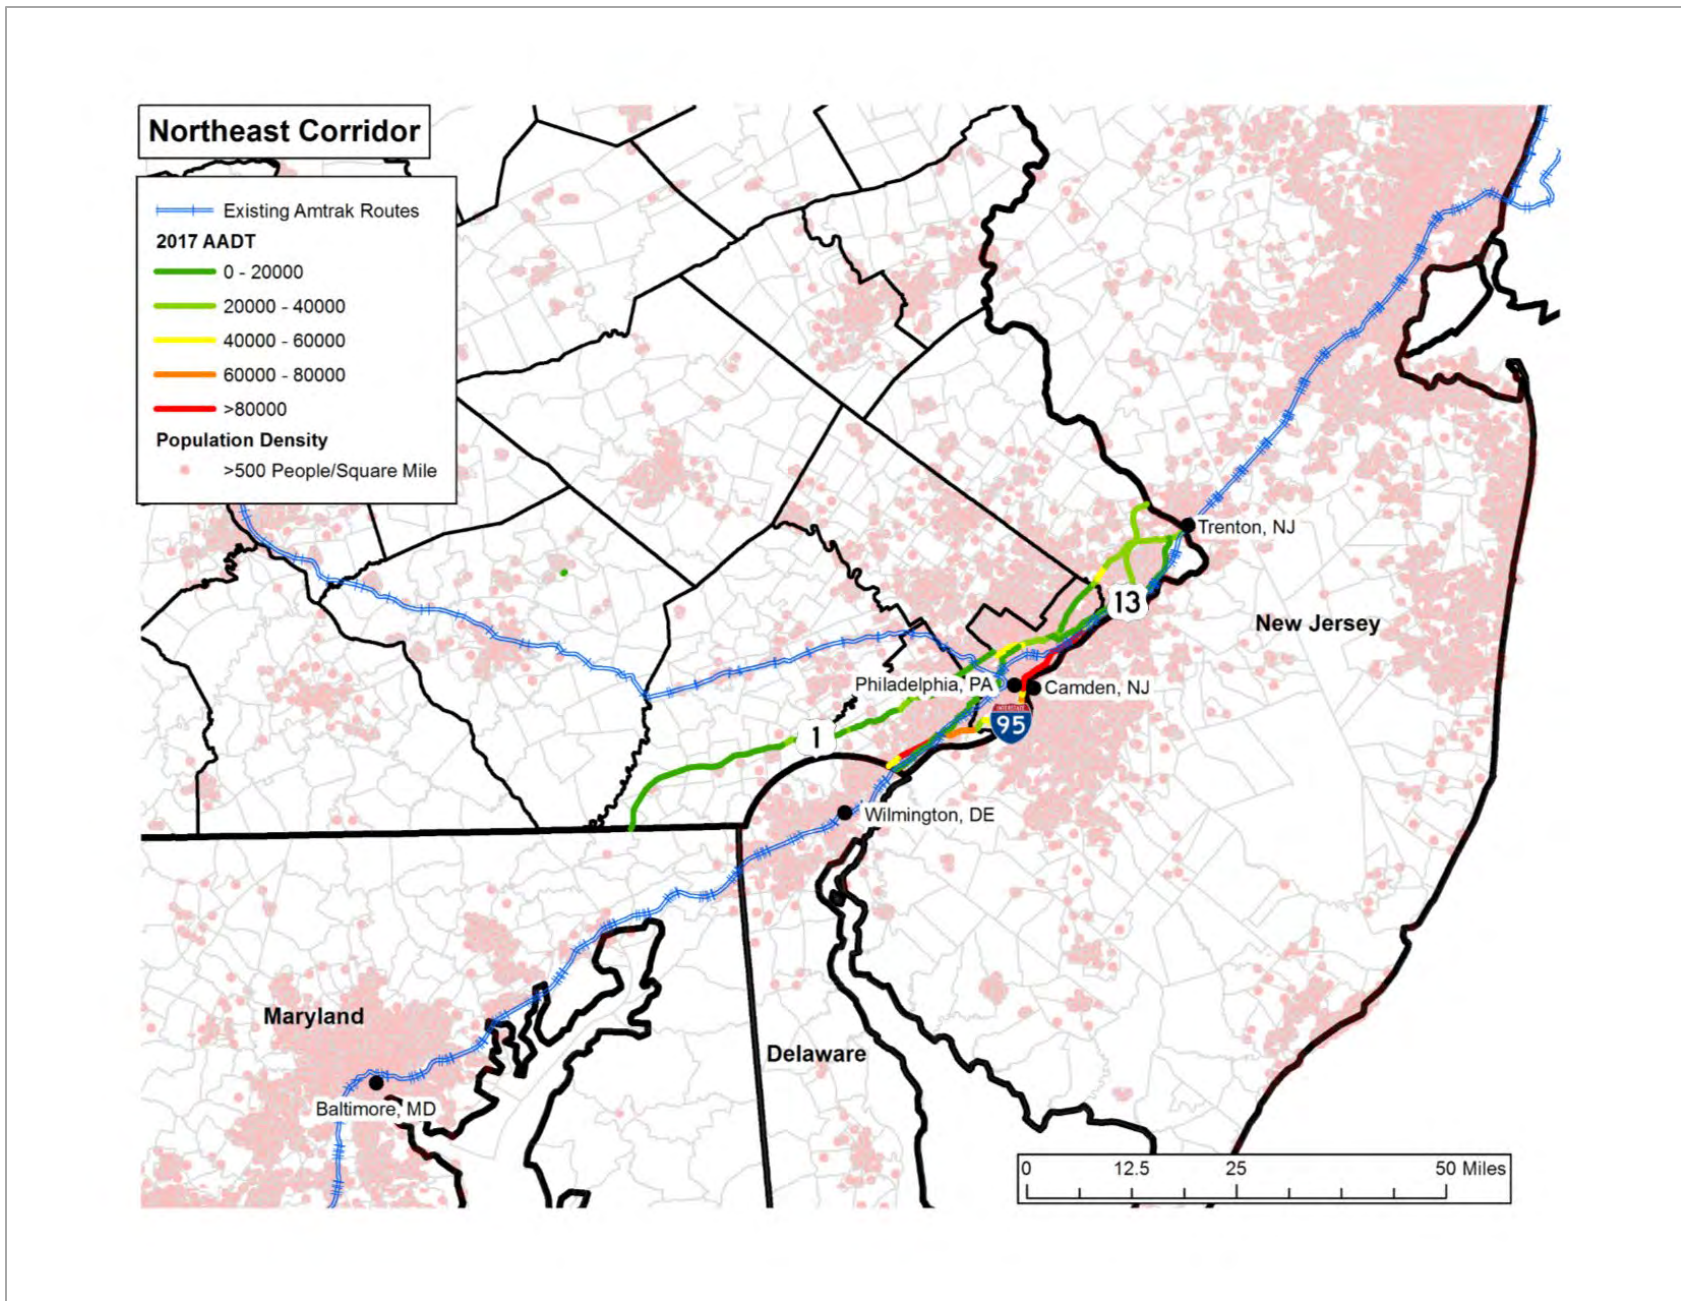 Northeast Corridor
Existing Amtrak Routes
2017 AADT
0 - 20000
20000 - 40000
40000 - 60000
60000 - 80000
>80000
Population Density
>500 People/Square Mile
Trenton, NJ
13
New Jersey
Philadelphia, PA
Camden, NJ
INTERSTATE
95
1
Wilmington, DE
Maryland
Delaware
Baltimore, MD
0 12.5 25 50 Miles